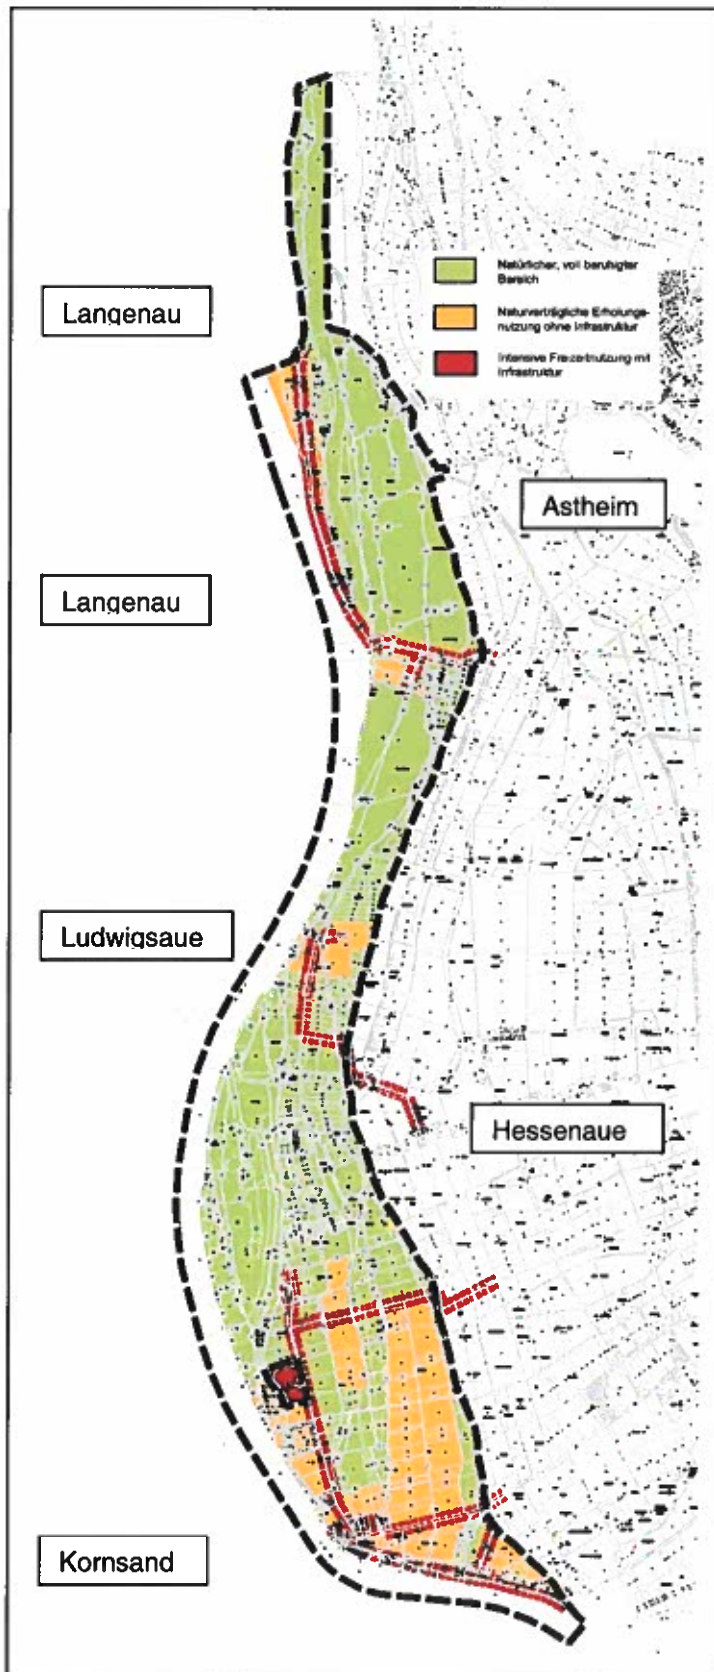 Natürlicher, voll beruhigter
Bereich
Langenau
Naturverträgliche Erholungs-
nutzung ohne Infrastruktur
Intensive Freizeitnutzung mit
Infrastruktur
Astheim
Langenau
Ludwigsaue
Hessenaue
Kornsand